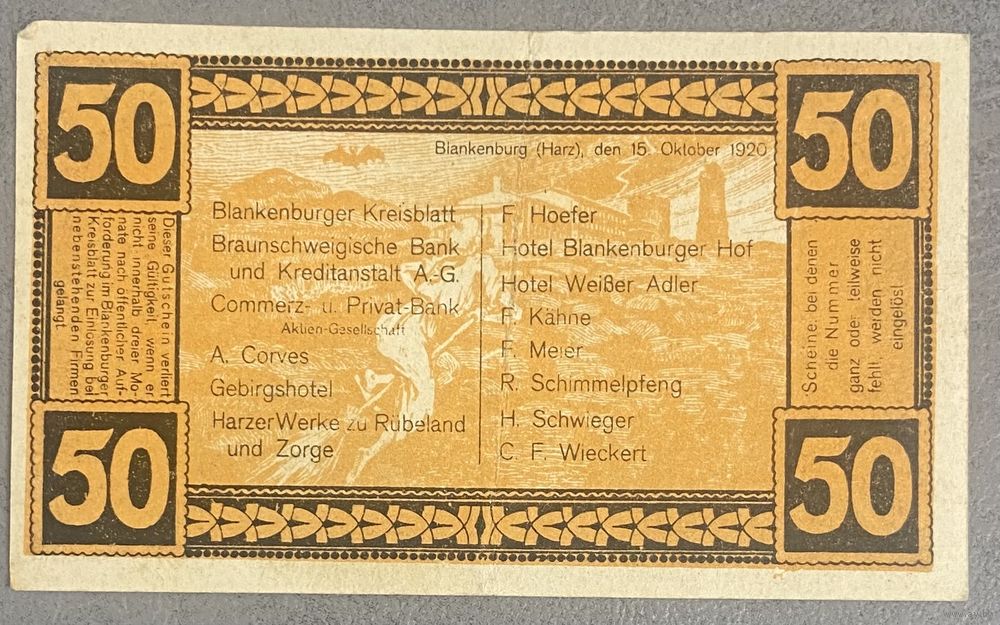 50
50
Blankenburg (Harz), den 15. Oktober 1920
Blankenburger Kreisblatt
Braunschweigische Bank
und Kreditanstalt A.-G.
Commerz- u. Privat-Bank
Aktien-Gesellschaft
A. Corves
Gebirgshotel
Harzer Werke zu Rübeland
und Zorge
F. Hoefer
Hotel Blankenburger Hof
Hotel Weißer Adler
F. Kähne
F. Meier
R. Schimmelpfeng
H. Schwieger
C. F. Wieckert
Dieser Gutschein verliert
seine Gültigkeit, wenn er
nicht innerhalb dreier Mo-
nate nach öffentlicher Auf-
forderung im Blankenburger
Kreisblatt zur Einlösung bei
nebenstehenden Firmen
gelangt
Scheine, bei denen
die Nummer
ganz oder teilweise
fehlt, werden nicht
eingelöst
50
50